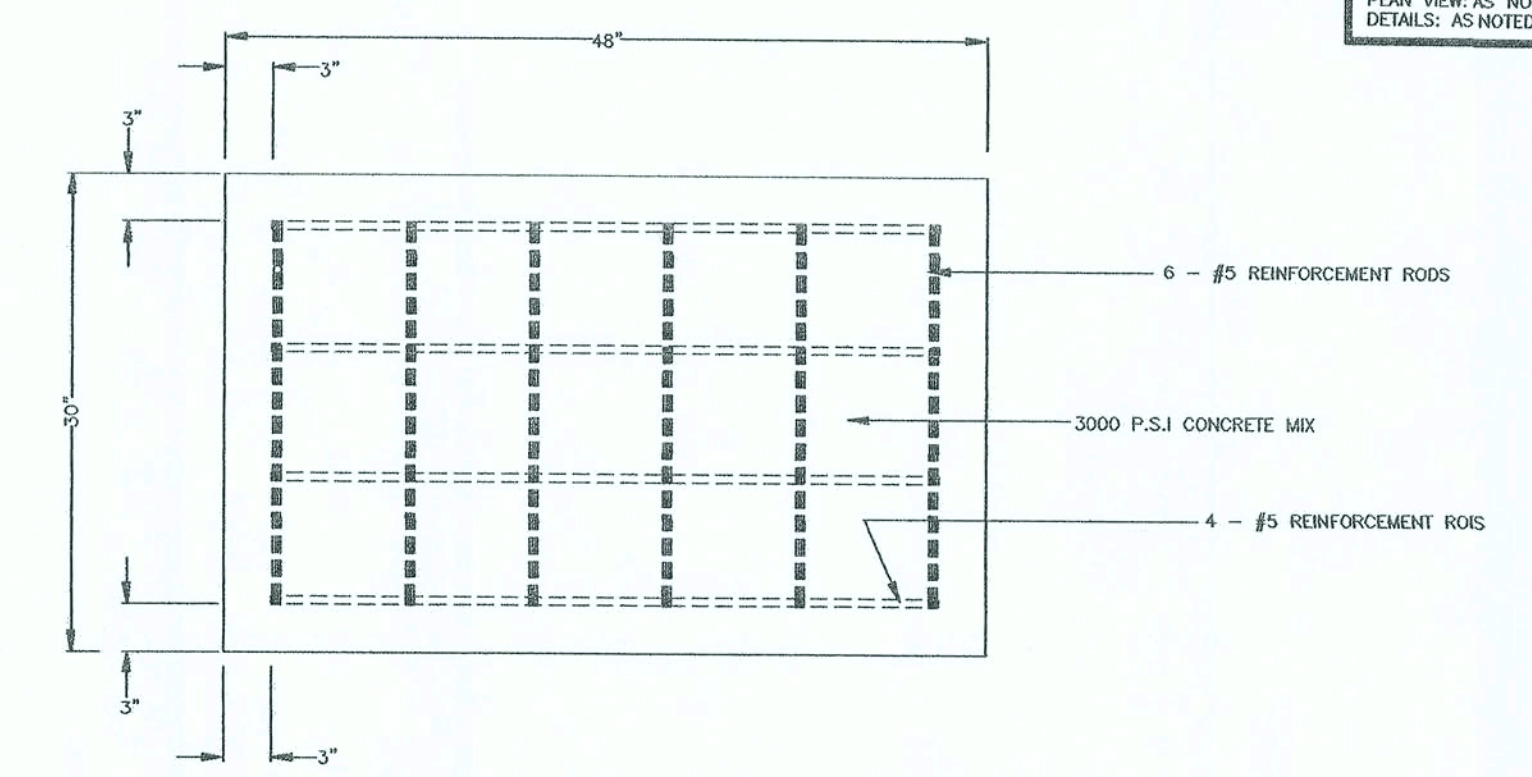 PLAN VIEW: AS NO
DETAILS: AS NOTED
48"
3"
3"
6 - #5 REINFORCEMENT RODS
30"
3000 P.S.I CONCRETE MIX
4 - #5 REINFORCEMENT ROIS
3"
3"